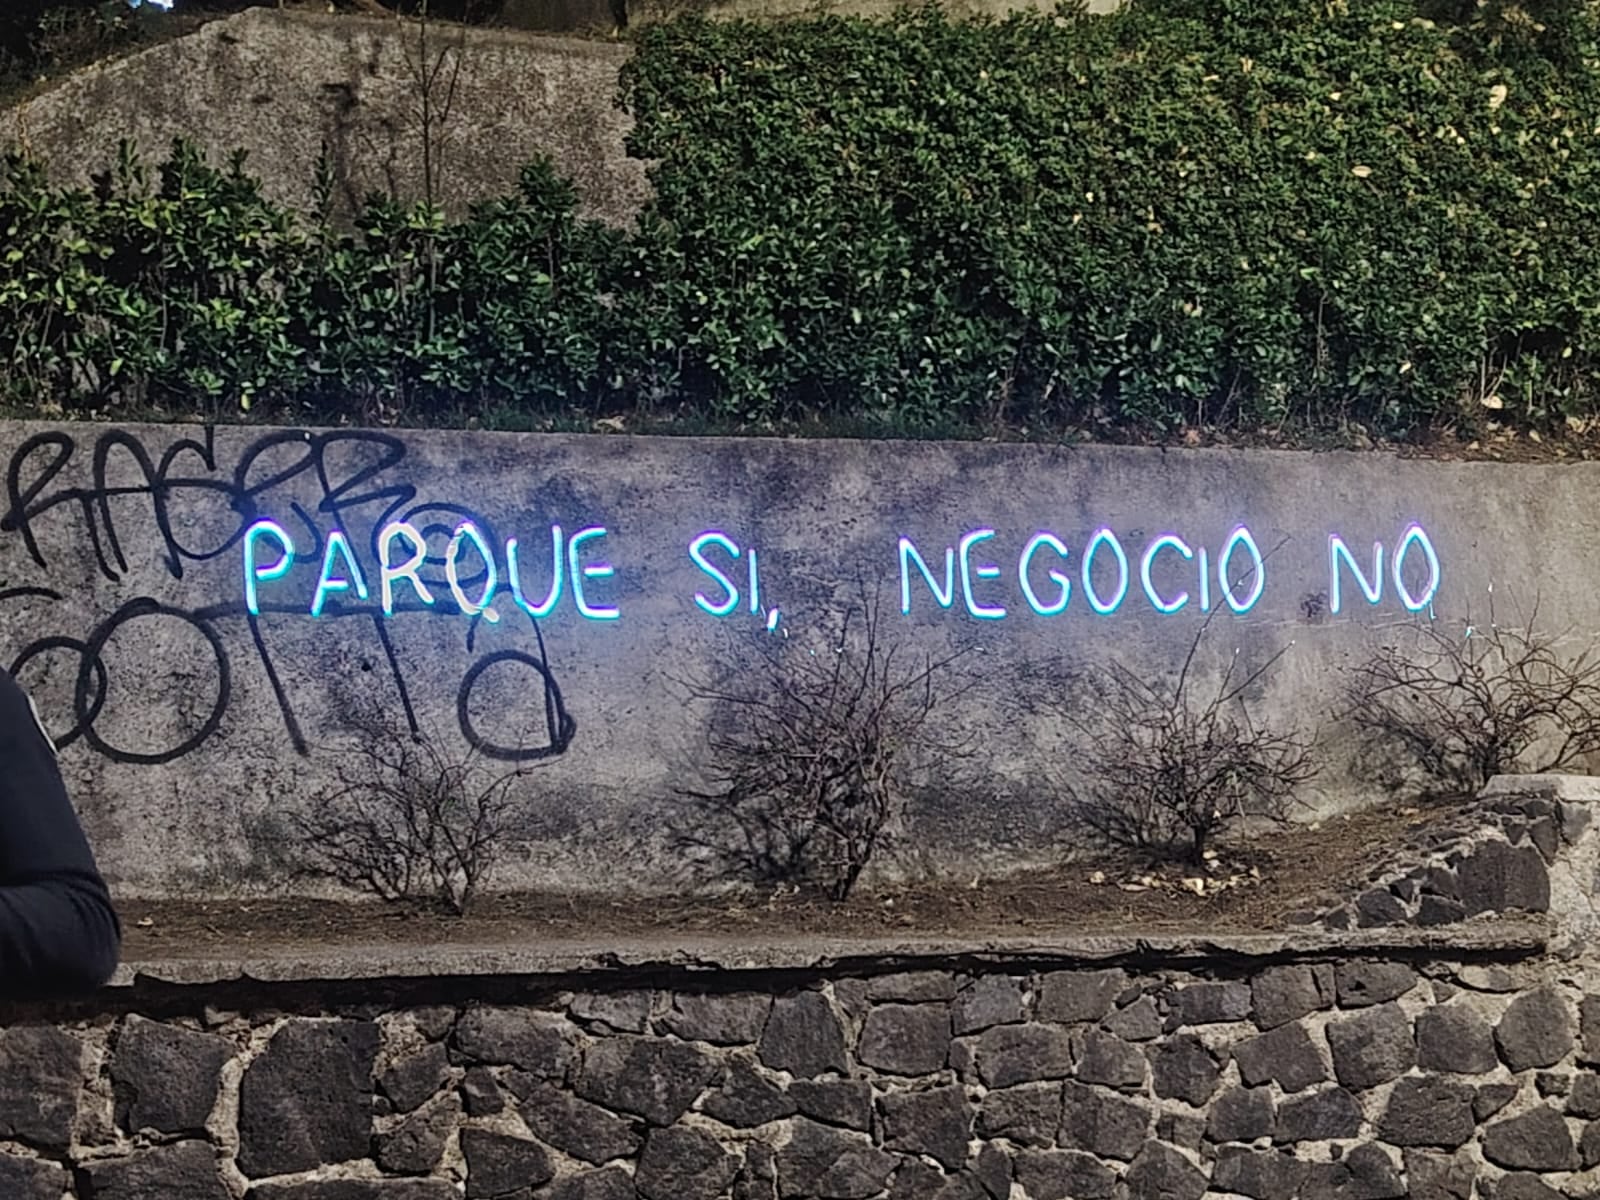 PARQUE SI, NEGOCIO NO